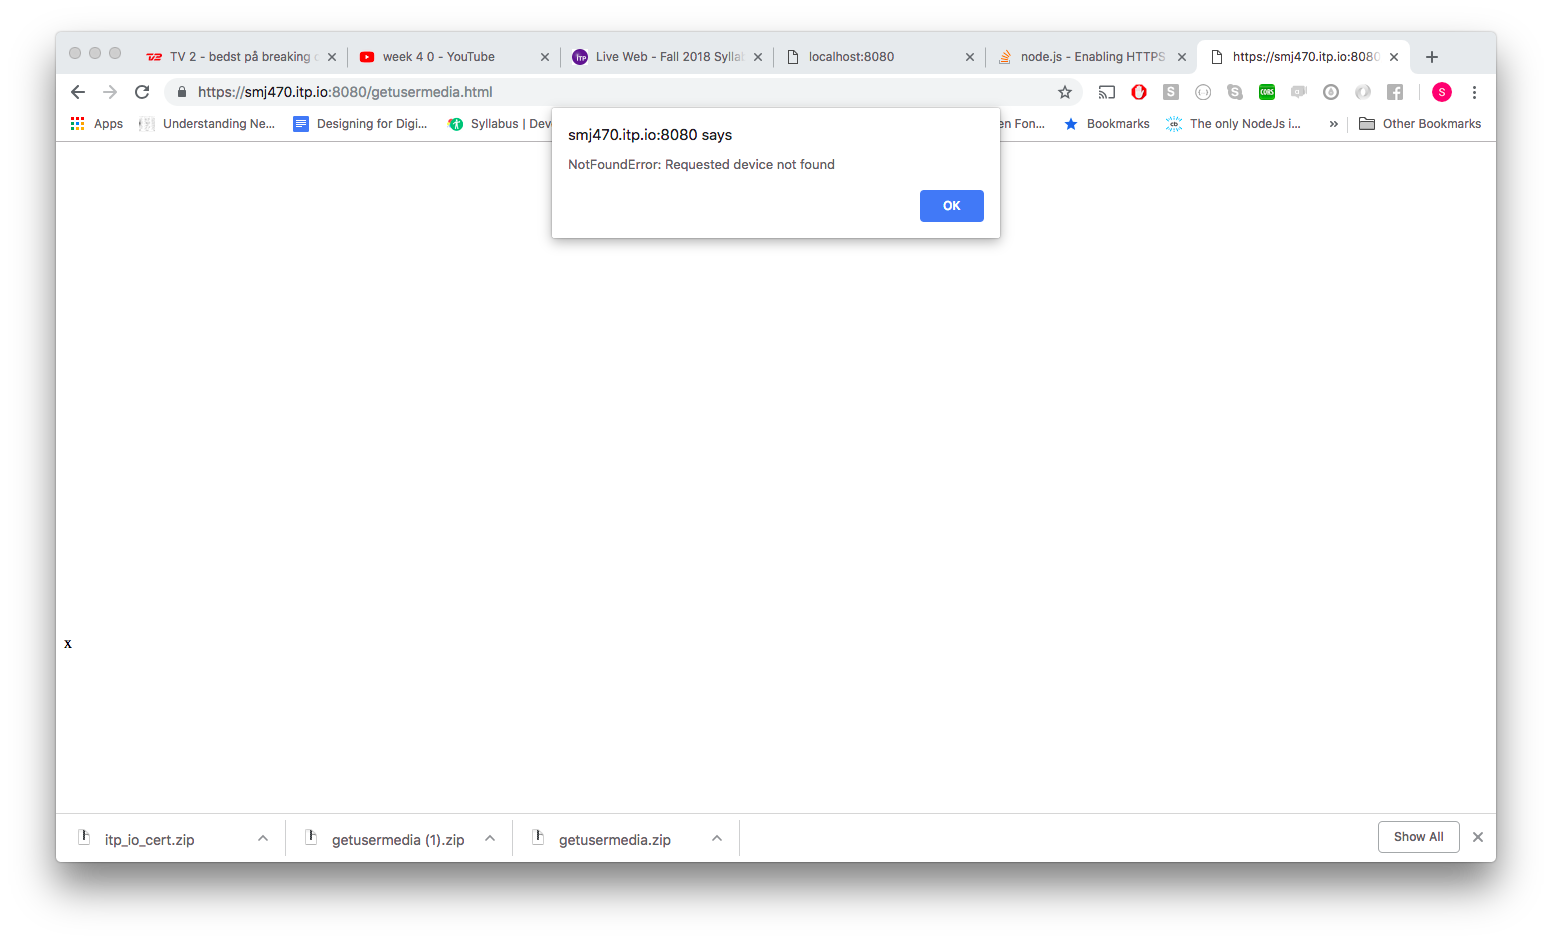 TV 2 - bedst på breaking
week 4 0 - YouTube
itp
Live Web - Fall 2018 Sylla
localhost:8080
node.js - Enabling HTTPS
https://smj470.itp.io:8080
https://smj470.itp.io:8080/getusermedia.html
S
S
CORS
S
Apps
Understanding Ne...
Designing for Digi...
Syllabus | Dev
en Fon...
Bookmarks
cb
The only NodeJs i...
»
Other Bookmarks
smj470.itp.io:8080 says
NotFoundError: Requested device not found
OK
x
itp_io_cert.zip
getusermedia (1).zip
getusermedia.zip
Show All